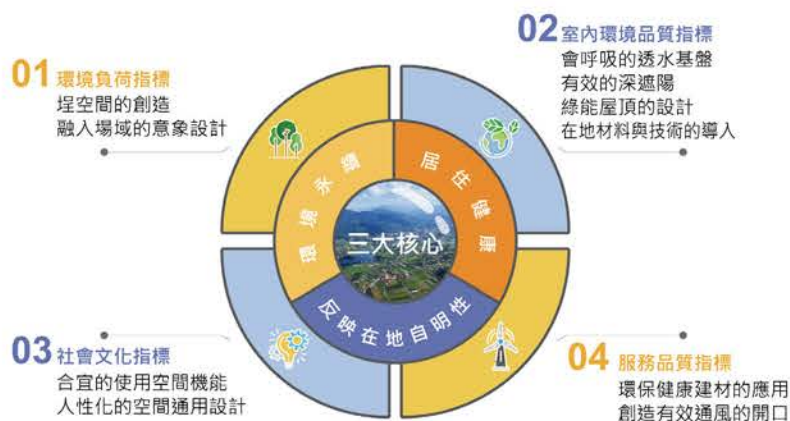 01 環境負荷指標
埕空間的創造
融入場域的意象設計
02 室內環境品質指標
會呼吸的透水基盤
有效的深遮陽
綠能屋頂的設計
在地材料與技術的導入
環境永續
居住健康
三大核心
反映在地自明性
03 社會文化指標
合宜的使用空間機能
人性化的空間通用設計
04 服務品質指標
環保健康建材的應用
創造有效通風的開口